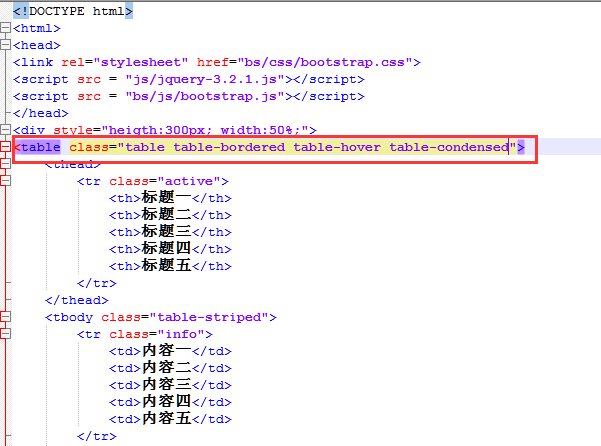 <!DOCTYPE html>
<html>
<head>
<link rel="stylesheet" href="bs/css/bootstrap.css">
<script src = "js/jquery-3.2.1.js"></script>
<script src = "bs/js/bootstrap.js"></script>
</head>
<div style="heigth:300px; width:50%;">
<table class="table table-bordered table-hover table-condensed">
<thead>
<tr class="active">
<th>标题一</th>
<th>标题二</th>
<th>标题三</th>
<th>标题四</th>
<th>标题五</th>
</tr>
</thead>
<tbody class="table-striped">
<tr class="info">
<td>内容一</td>
<td>内容二</td>
<td>内容三</td>
<td>内容四</td>
<td>内容五</td>
</tr>